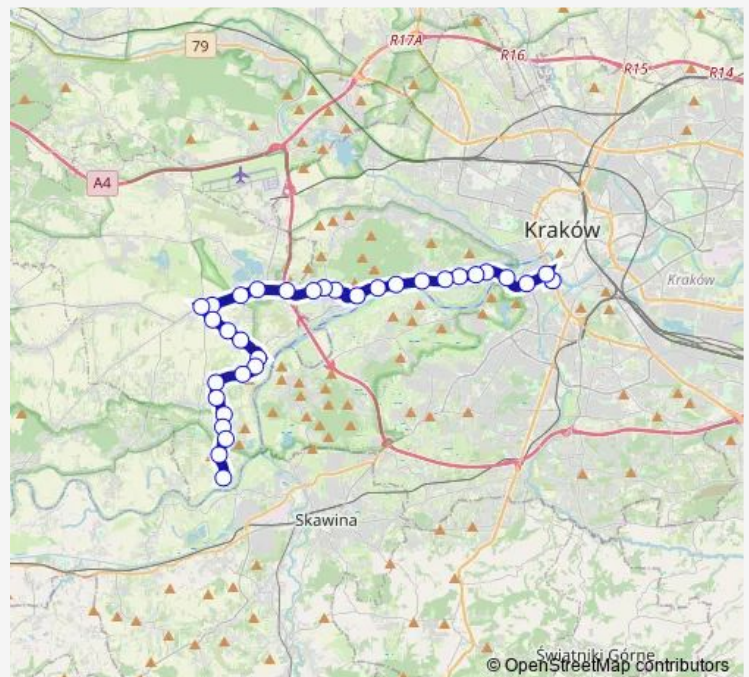 79
R17A
R16
R15
R14
A4
Kraków
Kraków
Skawina
Świątniki Górne
© OpenStreetMap contributors